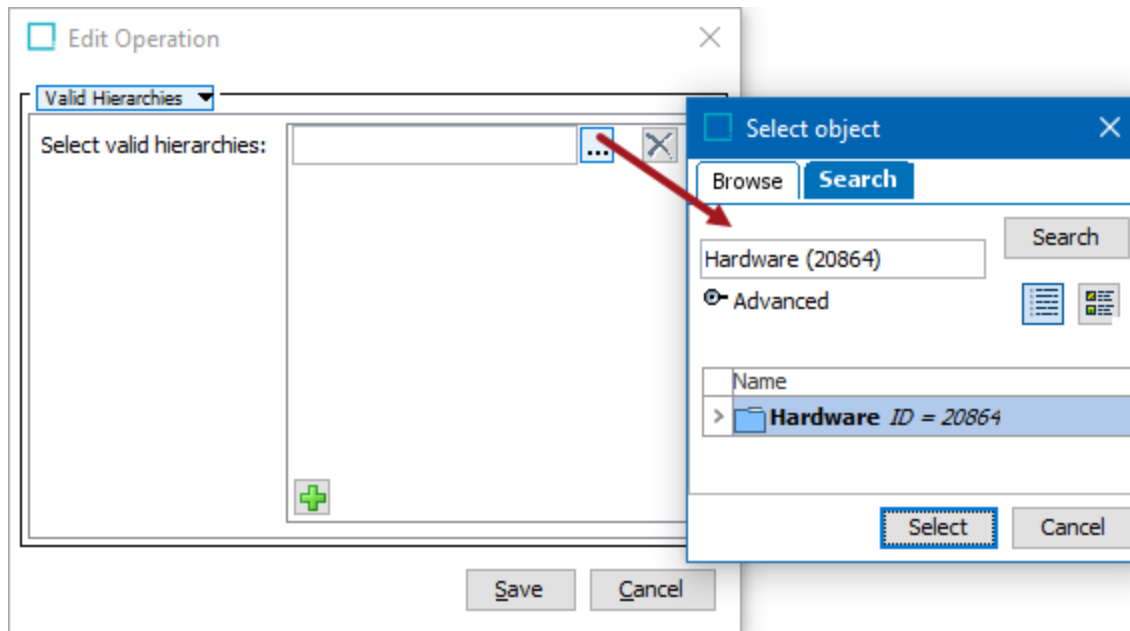 Edit Operation
Valid Hierarchies
Select valid hierarchies:
...
Save
Cancel
Select object
Browse
Search
Hardware (20864)
Search
Advanced
Name
Hardware ID = 20864
Select
Cancel